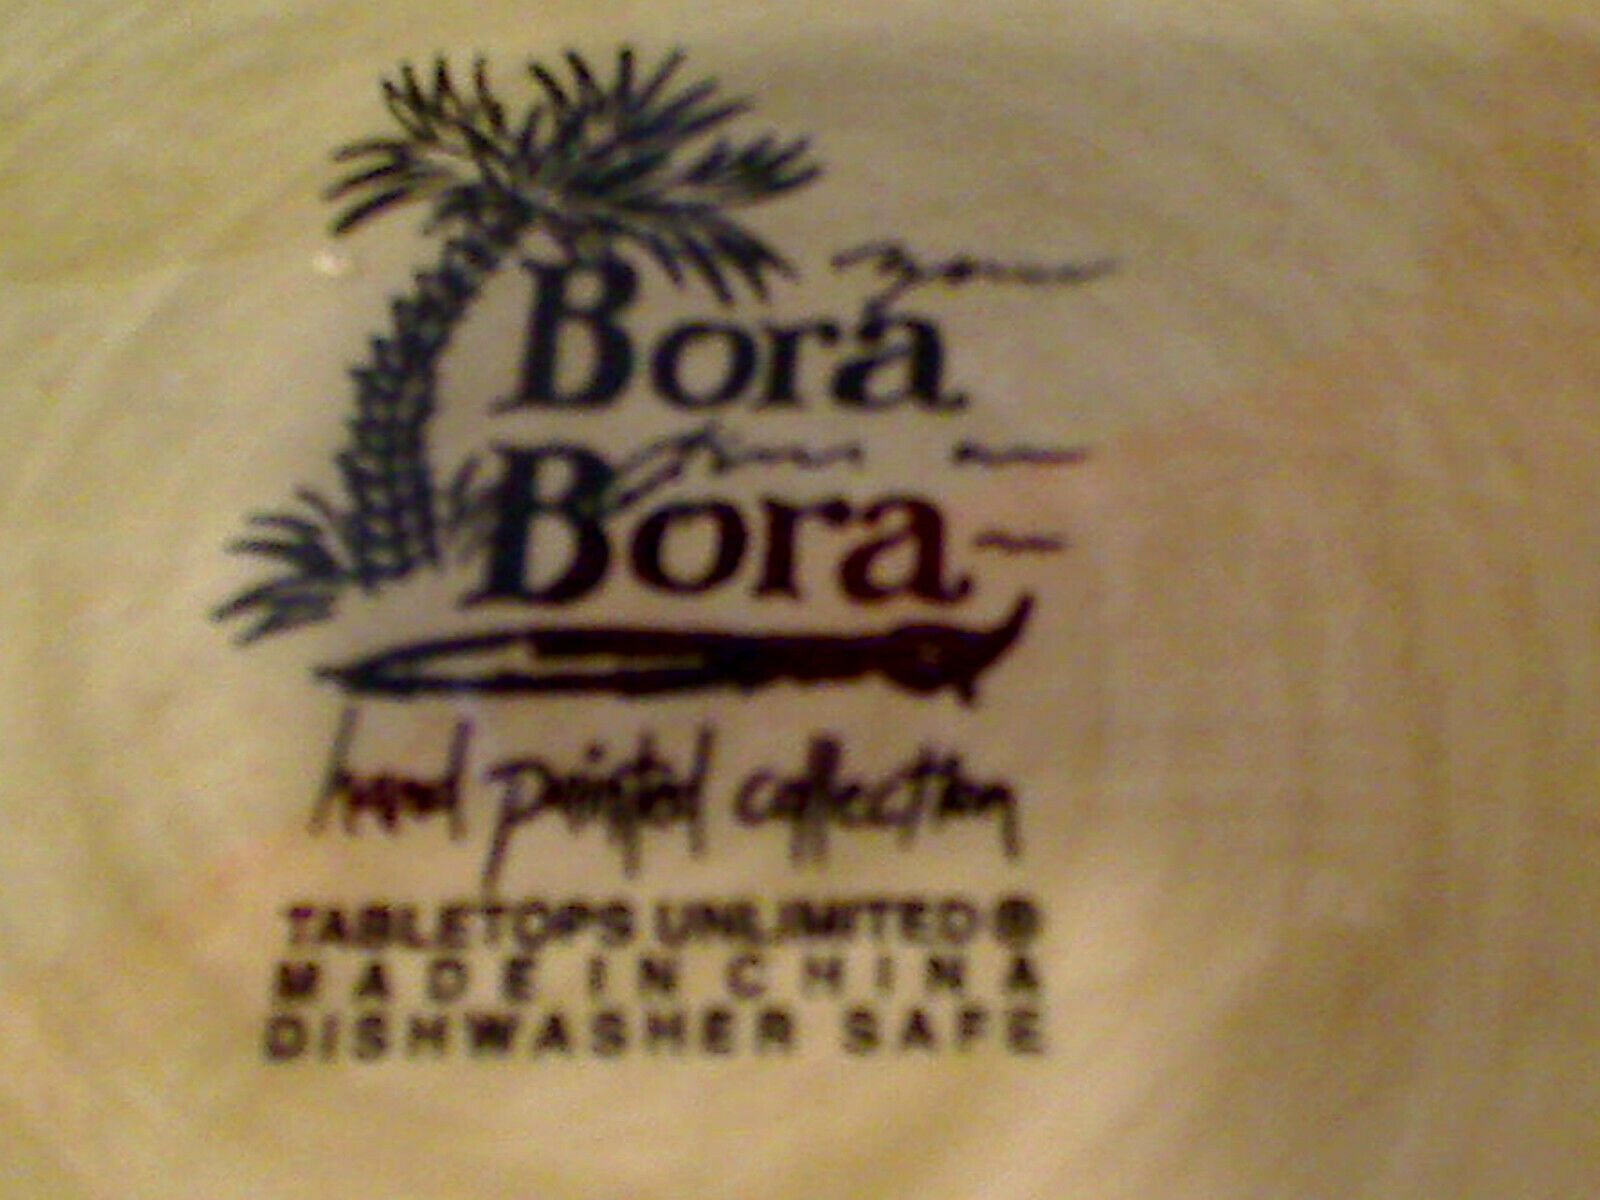 Bora
Bora
hand painted collection
TABLETOPS UNLIMITED®
MADE IN CHINA
DISHWASHER SAFE